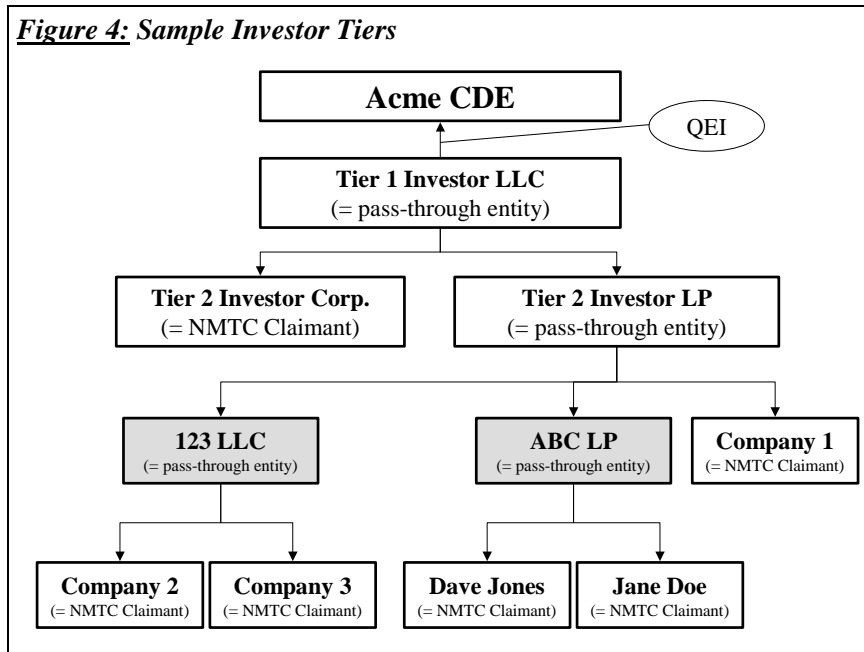 Figure 4: Sample Investor Tiers
Acme CDE
QEI
Tier 1 Investor LLC
(= pass-through entity)
Tier 2 Investor Corp.
(= NMTC Claimant)
Tier 2 Investor LP
(= pass-through entity)
123 LLC
(= pass-through entity)
ABC LP
(= pass-through entity)
Company 1
(= NMTC Claimant)
Company 2
(= NMTC Claimant)
Company 3
(= NMTC Claimant)
Dave Jones
(= NMTC Claimant)
Jane Doe
(= NMTC Claimant)